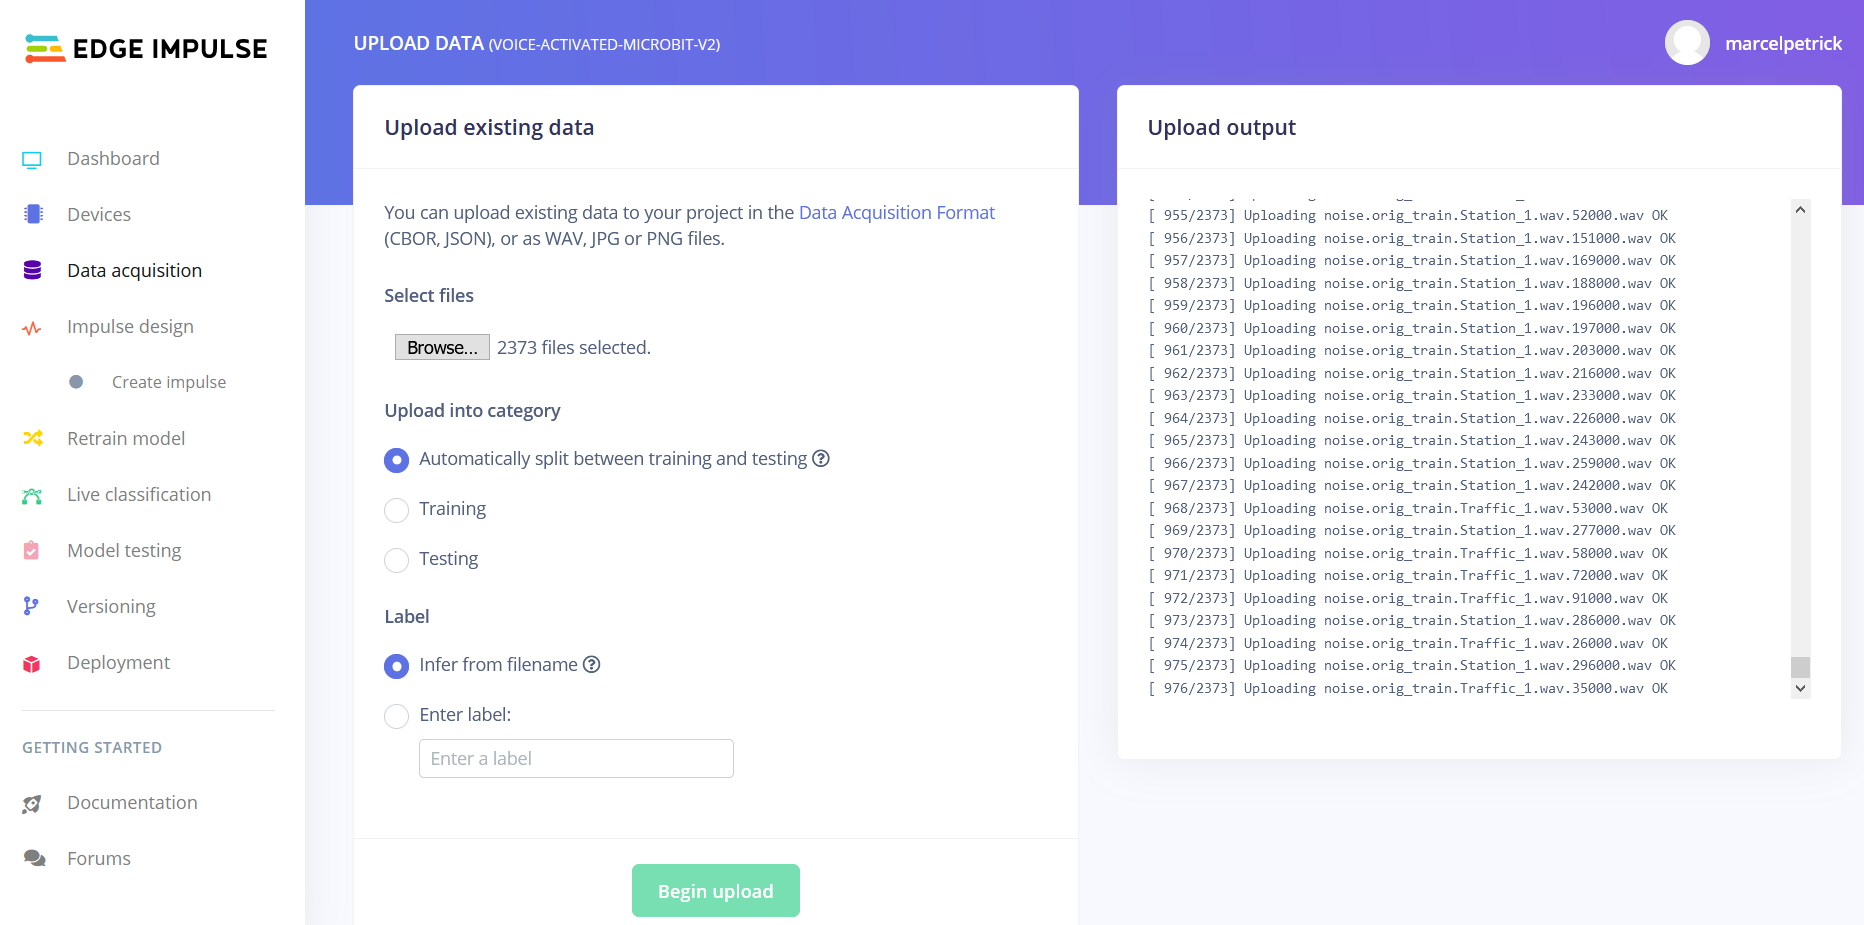 EDGE IMPULSE
Dashboard
Devices
Data acquisition
Impulse design
Create impulse
Retrain model
Live classification
Model testing
Versioning
Deployment
GETTING STARTED
Documentation
Forums
UPLOAD DATA (VOICE-ACTIVATED-MICROBIT-V2)
marcelpetrick
Upload existing data
You can upload existing data to your project in the Data Acquisition Format
(CBOR, JSON), or as WAV, JPG or PNG files.
Select files
Browse... 2373 files selected.
Upload into category
Automatically split between training and testing ?
Training
Testing
Label
Infer from filename ?
Enter label:
Enter a label
Begin upload
Upload output
[ 955/2373] Uploading noise.orig_train.Station_1.wav.52000.wav OK
[ 956/2373] Uploading noise.orig_train.Station_1.wav.151000.wav OK
[ 957/2373] Uploading noise.orig_train.Station_1.wav.169000.wav OK
[ 958/2373] Uploading noise.orig_train.Station_1.wav.188000.wav OK
[ 959/2373] Uploading noise.orig_train.Station_1.wav.196000.wav OK
[ 960/2373] Uploading noise.orig_train.Station_1.wav.197000.wav OK
[ 961/2373] Uploading noise.orig_train.Station_1.wav.203000.wav OK
[ 962/2373] Uploading noise.orig_train.Station_1.wav.216000.wav OK
[ 963/2373] Uploading noise.orig_train.Station_1.wav.233000.wav OK
[ 964/2373] Uploading noise.orig_train.Station_1.wav.226000.wav OK
[ 965/2373] Uploading noise.orig_train.Station_1.wav.243000.wav OK
[ 966/2373] Uploading noise.orig_train.Station_1.wav.259000.wav OK
[ 967/2373] Uploading noise.orig_train.Station_1.wav.242000.wav OK
[ 968/2373] Uploading noise.orig_train.Traffic_1.wav.53000.wav OK
[ 969/2373] Uploading noise.orig_train.Station_1.wav.277000.wav OK
[ 970/2373] Uploading noise.orig_train.Traffic_1.wav.58000.wav OK
[ 971/2373] Uploading noise.orig_train.Traffic_1.wav.72000.wav OK
[ 972/2373] Uploading noise.orig_train.Traffic_1.wav.91000.wav OK
[ 973/2373] Uploading noise.orig_train.Station_1.wav.286000.wav OK
[ 974/2373] Uploading noise.orig_train.Traffic_1.wav.26000.wav OK
[ 975/2373] Uploading noise.orig_train.Station_1.wav.296000.wav OK
[ 976/2373] Uploading noise.orig_train.Traffic_1.wav.35000.wav OK